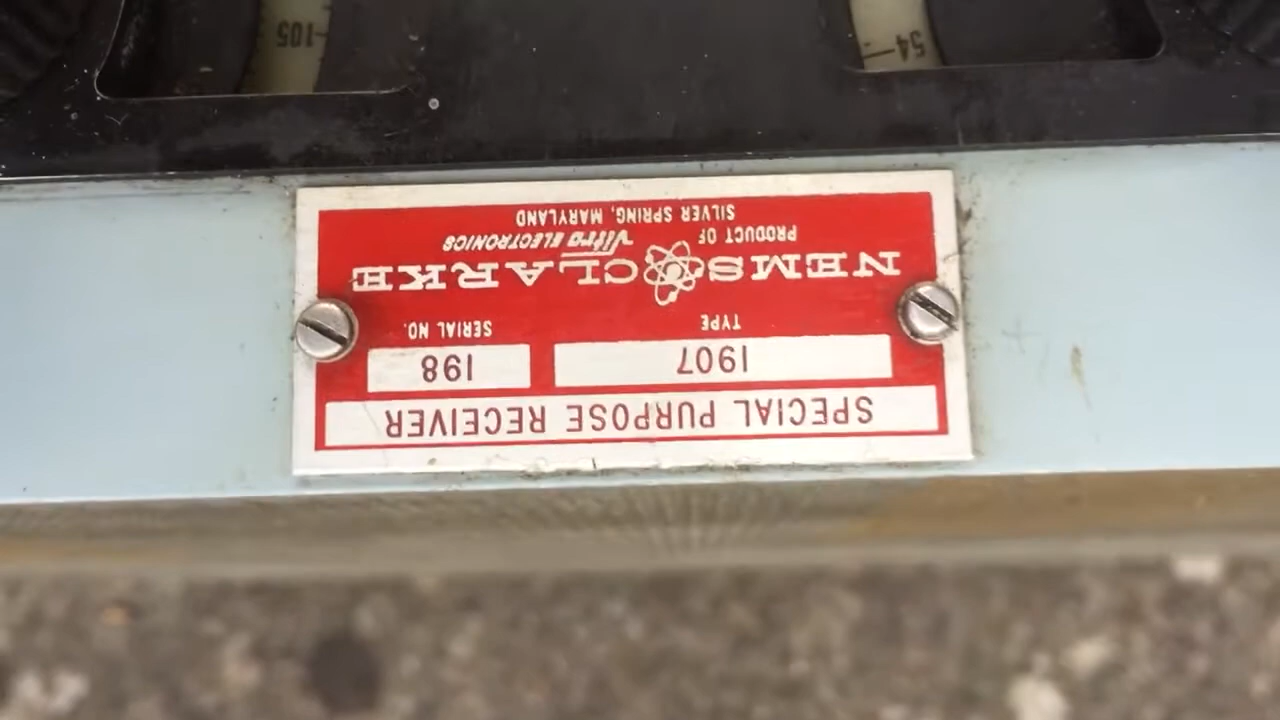 SPECIAL PURPOSE RECEIVER
1907 198
TYPE SERIAL NO.
NEMS CLARKE
PRODUCT OF Vitro ELECTRONICS
SILVER SPRING, MARYLAND
54 105